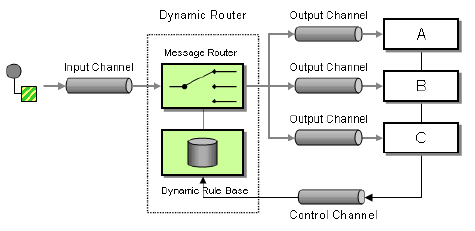 Dynamic Router
Output Channel
A
Input Channel
Message Router
Output Channel
B
Output Channel
C
Dynamic Rule Base
Control Channel